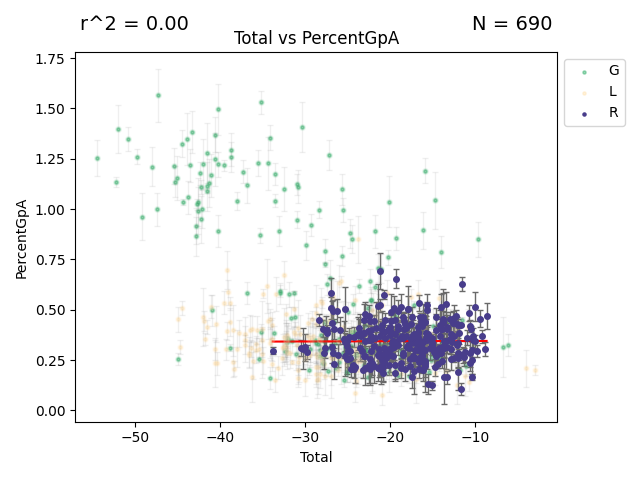 r^2 = 0.00
N = 690
Total vs PercentGpA
1.75
1.50
1.25
1.00
0.75
0.50
0.25
0.00
PercentGpA
−50
−40
−30
−20
−10
Total
G
L
R